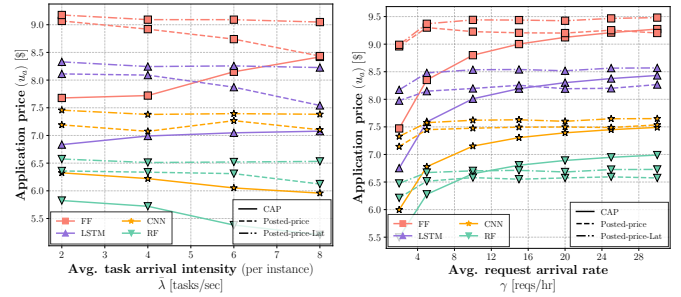 Application price (uₐ) [$]
9.0
8.5
8.0
7.5
7.0
6.5
6.0
5.5
2
3
4
5
6
7
8
FF
LSTM
CNN
RF
CAP
Posted-price
Posted-price-Lat
Avg. task arrival intensity (per instance)
λ̄ [tasks/sec]
Application price (uₐ) [$]
9.5
9.0
8.5
8.0
7.5
7.0
6.5
6.0
5.5
5
10
15
20
25
30
FF
LSTM
CNN
RF
CAP
Posted-price
Posted-price-Lat
Avg. request arrival rate
γ [reqs/hr]